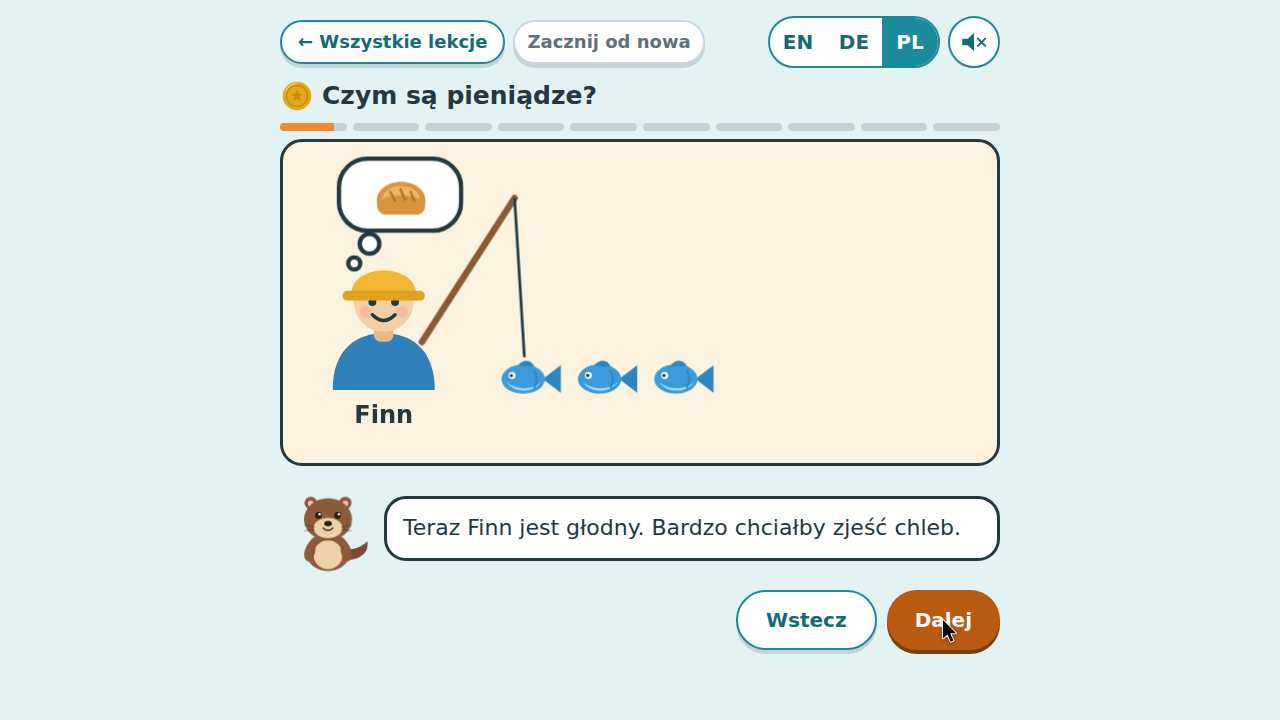 ← Wszystkie lekcje
Zacznij od nowa
EN DE PL
Czym są pieniądze?
Finn
Teraz Finn jest głodny. Bardzo chciałby zjeść chleb.
Wstecz
Dalej